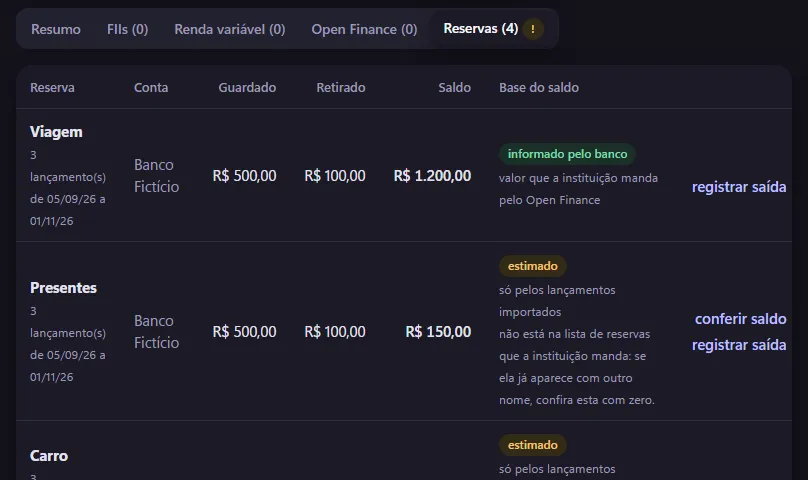 Resumo
FIIs (0)
Renda variável (0)
Open Finance (0)
Reservas (4) !
Reserva
Conta
Guardado
Retirado
Saldo
Base do saldo
Viagem
3
lançamento(s)
de 05/09/26 a
01/11/26
Banco
Fictício
R$ 500,00
R$ 100,00
R$ 1.200,00
informado pelo banco
valor que a instituição manda
pelo Open Finance
registrar saída
Presentes
3
lançamento(s)
de 05/09/26 a
01/11/26
Banco
Fictício
R$ 500,00
R$ 100,00
R$ 150,00
estimado
só pelos lançamentos
importados
não está na lista de reservas
que a instituição manda: se
ela já aparece com outro
nome, confira esta com zero.
conferir saldo
registrar saída
Carro
3
estimado
só pelos lançamentos